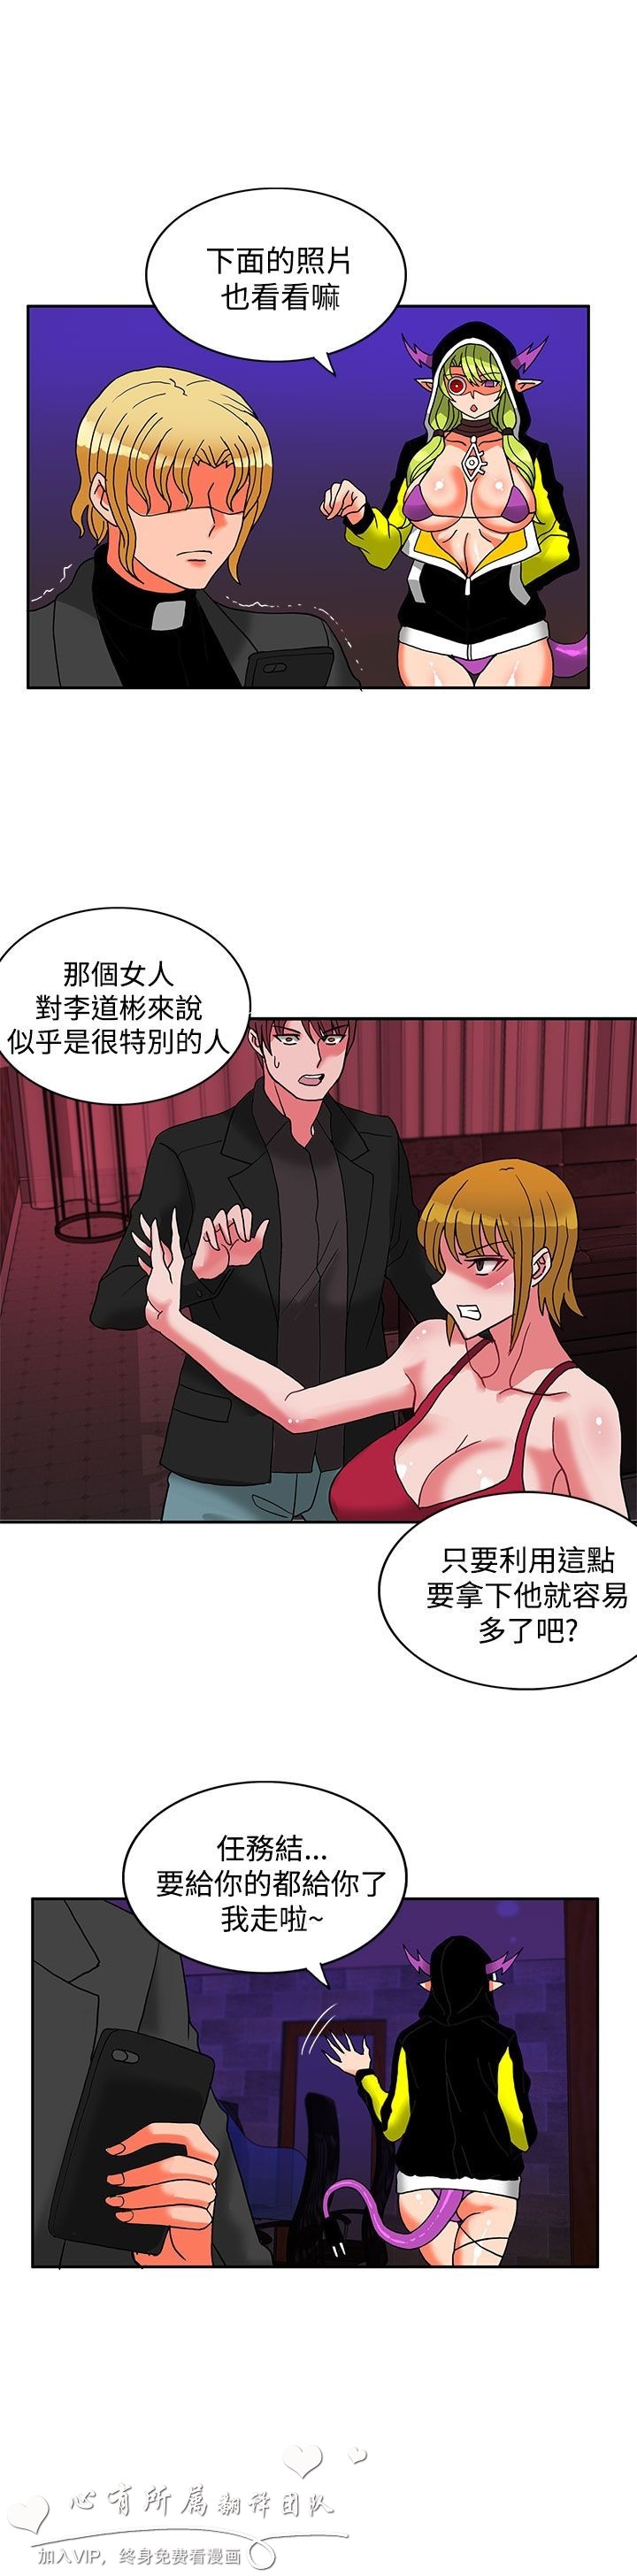 下面的照片
也看看嘛
那個女人
對李道彬來說
似乎是很特別的人
只要利用這點
要拿下他就容易
多了吧?
任務結...
要給你的都給你了
我走啦~
心有所属翻译团队
加入VIP，终身免费看漫画